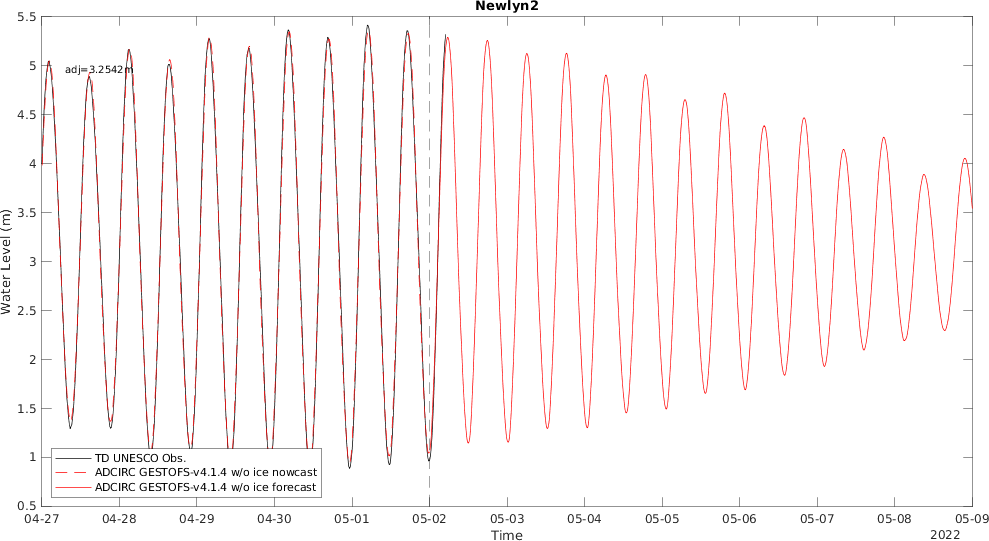 Newlyn2
5.5
5
4.5
4
3.5
3
2.5
2
1.5
1
0.5
Water Level (m)
adj=3.2542m
TD UNESCO Obs.
ADCIRC GESTOFS-v4.1.4 w/o ice nowcast
ADCIRC GESTOFS-v4.1.4 w/o ice forecast
04-27 04-28 04-29 04-30 05-01 05-02 05-03 05-04 05-05 05-06 05-07 05-08 05-09
Time
2022